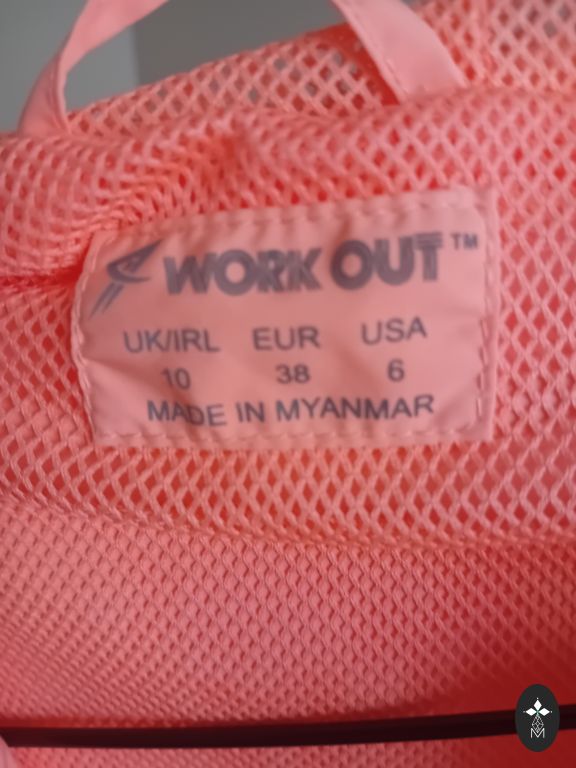 WORK OUT™
UK/IRL EUR USA
10 38 6
MADE IN MYANMAR
M